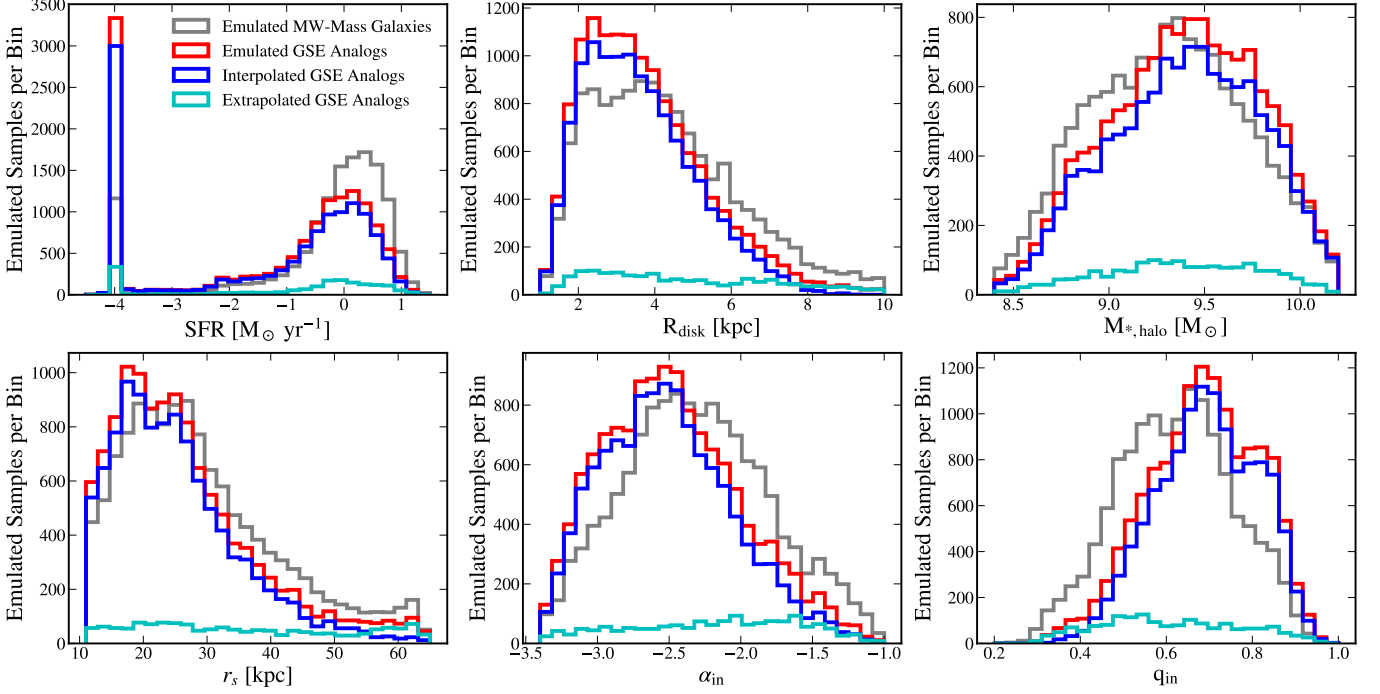 Emulated Samples per Bin
3500
3000
2500
2000
1500
1000
500
0
Emulated MW-Mass Galaxies
Emulated GSE Analogs
Interpolated GSE Analogs
Extrapolated GSE Analogs
−4 −3 −2 −1 0 1
SFR [M⊙ yr⁻¹]
Emulated Samples per Bin
1200
1000
800
600
400
200
0
2 4 6 8 10
R_disk [kpc]
Emulated Samples per Bin
800
600
400
200
0
8.5 9.0 9.5 10.0
M_*,halo [M⊙]
Emulated Samples per Bin
1000
800
600
400
200
0
10 20 30 40 50 60
r_s [kpc]
Emulated Samples per Bin
800
600
400
200
0
−3.5 −3.0 −2.5 −2.0 −1.5 −1.0
α_in
Emulated Samples per Bin
1200
1000
800
600
400
200
0
0.2 0.4 0.6 0.8 1.0
q_in